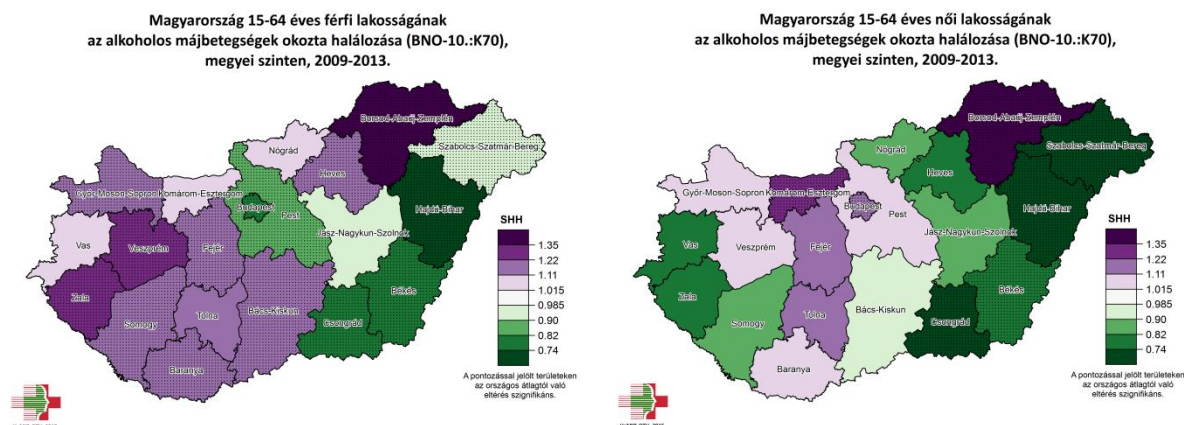 Magyarország 15-64 éves férfi lakosságának
az alkoholos májbetegségek okozta halálozása (BNO-10.:K70),
megyei szinten, 2009-2013.
Borsod-Abaúj-Zemplén
Szabolcs-Szatmár-Bereg
Nógrád
Heves
Győr-Moson-Sopron
Komárom-Esztergom
Budapest
Pest
Hajdú-Bihar
Jász-Nagykun-Szolnok
Vas
Veszprém
Fejér
Zala
Somogy
Tolna
Bács-Kiskun
Csongrád
Békés
Baranya
SHH
1.35
1.22
1.11
1.015
0.985
0.90
0.82
0.74
A pontozással jelölt területeken
az országos átlagtól való
eltérés szignifikáns.
Magyarország 15-64 éves női lakosságának
az alkoholos májbetegségek okozta halálozása (BNO-10.:K70),
megyei szinten, 2009-2013.
Borsod-Abaúj-Zemplén
Szabolcs-Szatmár-Bereg
Nógrád
Heves
Győr-Moson-Sopron
Komárom-Esztergom
Budapest
Pest
Hajdú-Bihar
Jász-Nagykun-Szolnok
Vas
Veszprém
Fejér
Zala
Somogy
Tolna
Bács-Kiskun
Csongrád
Békés
Baranya
SHH
1.35
1.22
1.11
1.015
0.985
0.90
0.82
0.74
A pontozással jelölt területeken
az országos átlagtól való
eltérés szignifikáns.